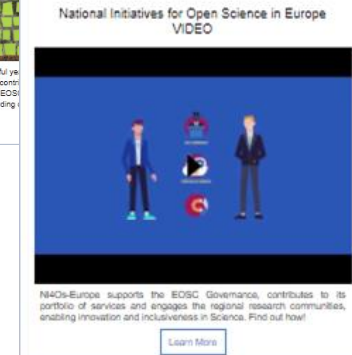 National Initiatives for Open Science in Europe
VIDEO
NI4Os-Europe supports the EOSC Governance, contributes to its
portfolio of services and engages the regional research communities,
enabling innovation and inclusiveness in Science. Find out how!
Learn More